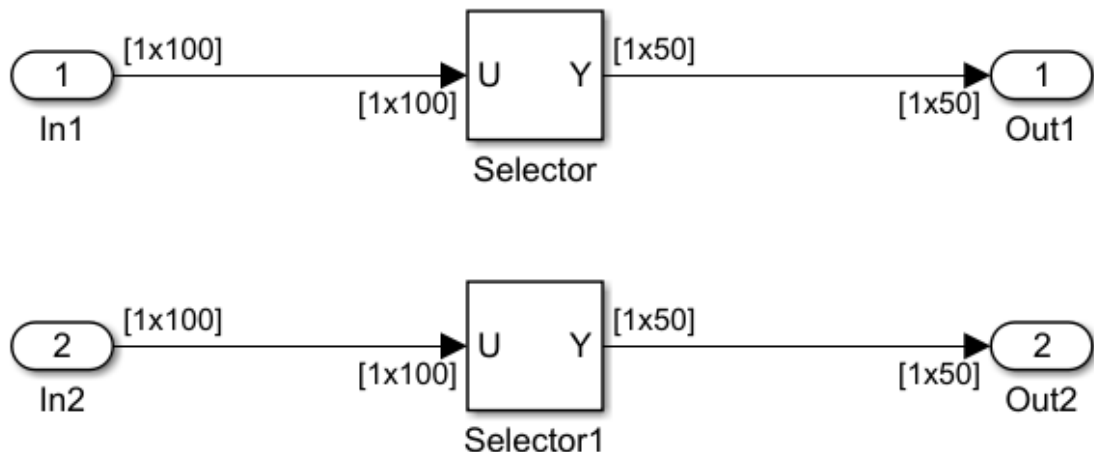 [1x100]
[1x50]
1
U
Y
1
[1x100]
[1x50]
In1
Out1
Selector
[1x100]
[1x50]
2
U
Y
2
[1x100]
[1x50]
In2
Out2
Selector1